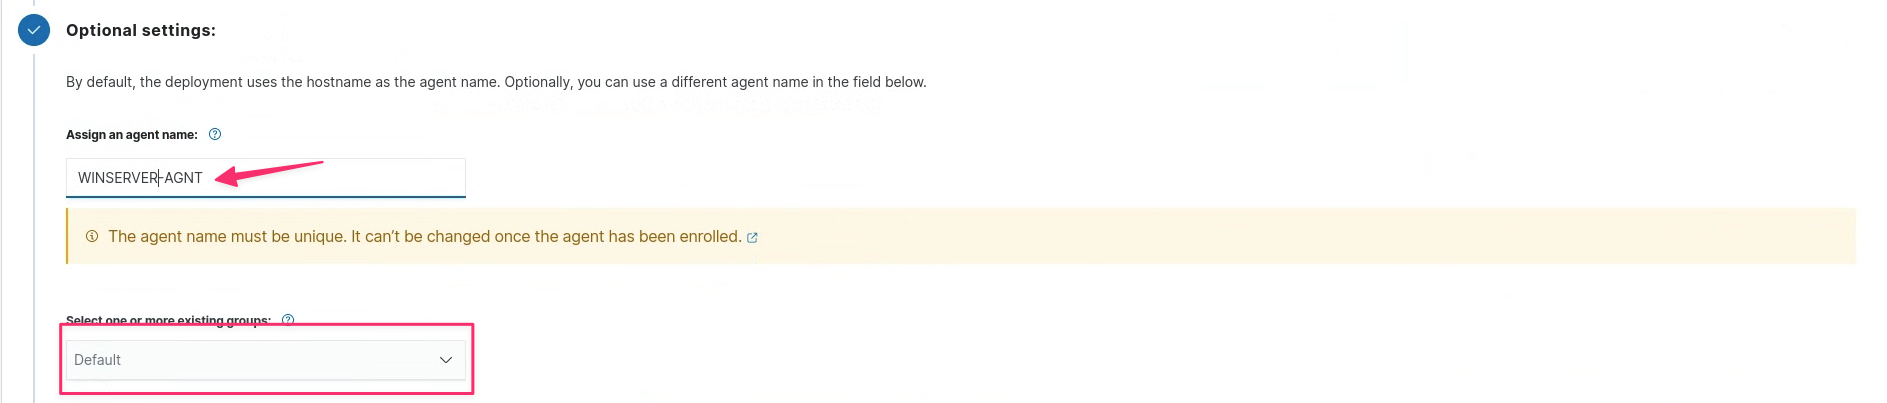 Optional settings:
By default, the deployment uses the hostname as the agent name. Optionally, you can use a different agent name in the field below.
Assign an agent name:
WINSERVER-AGNT
The agent name must be unique. It can’t be changed once the agent has been enrolled.
Select one or more existing groups:
Default